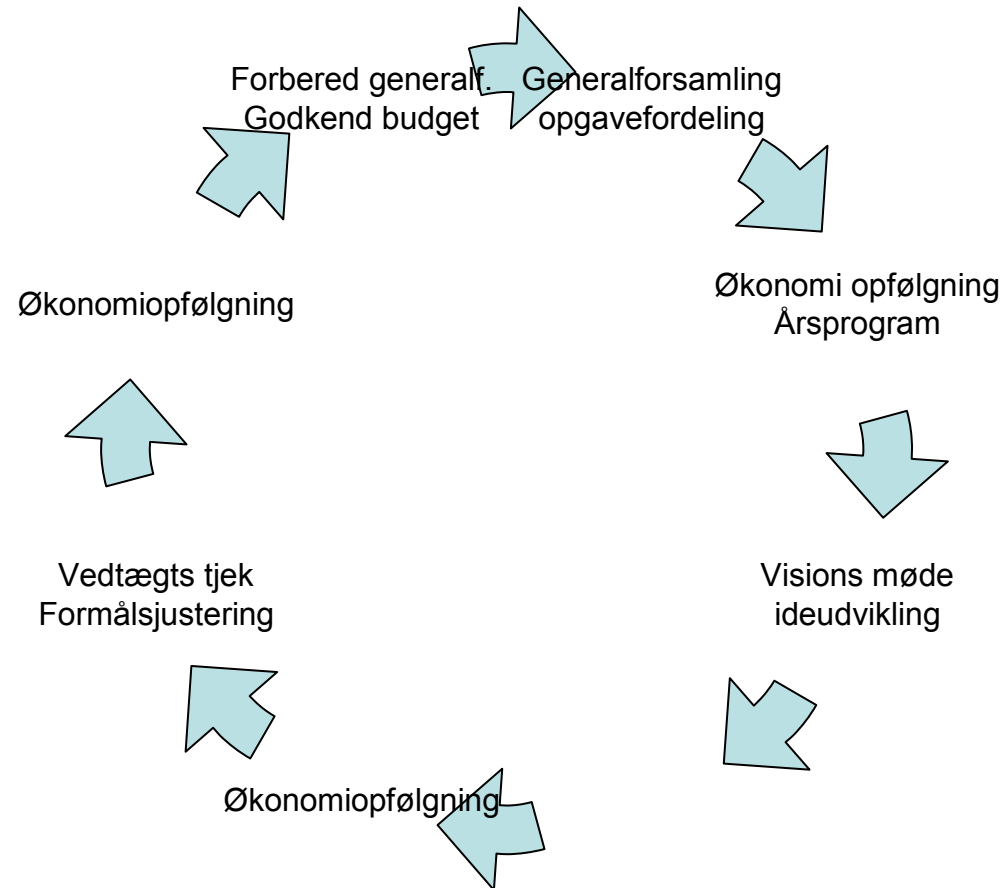 Forbered generalf.
Godkend budget
Generalforsamling
opgavefordeling
Økonomi opfølgning
Årsprogram
Visions møde
ideudvikling
Økonomiopfølgning
Vedtægts tjek
Formålsjustering
Økonomiopfølgning